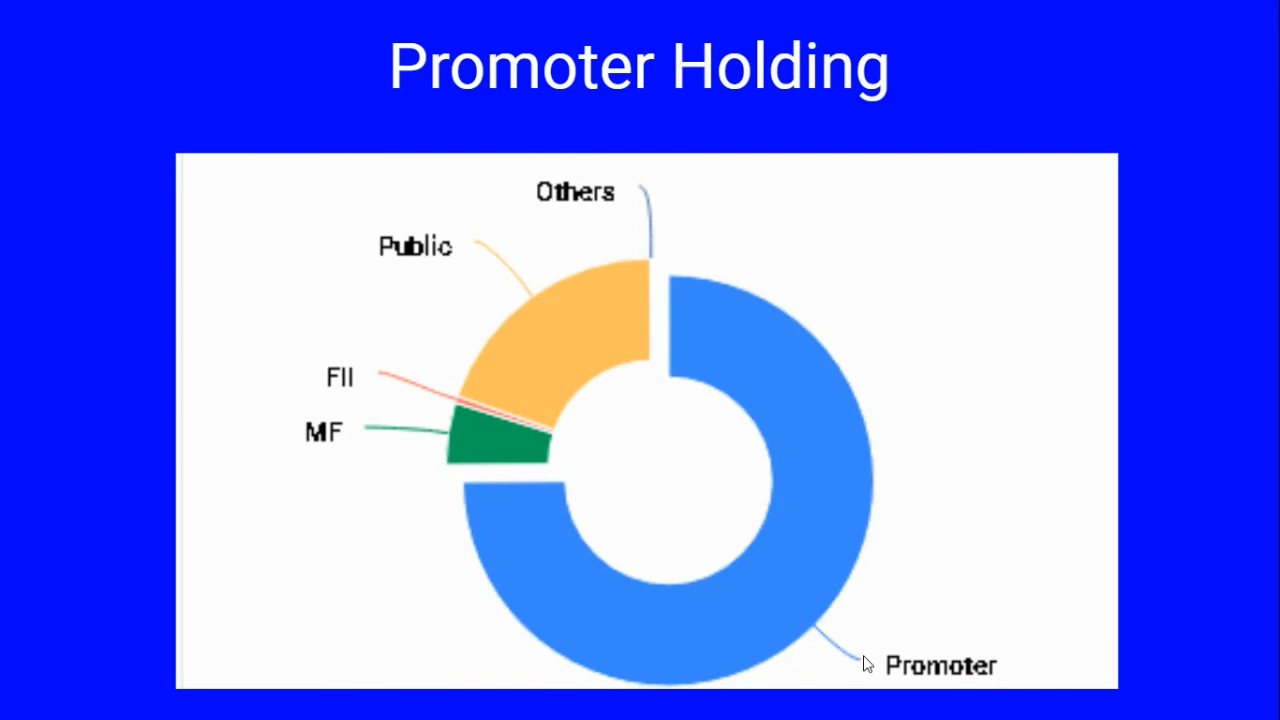 Promoter Holding
Others
Public
FII
MF
Promoter